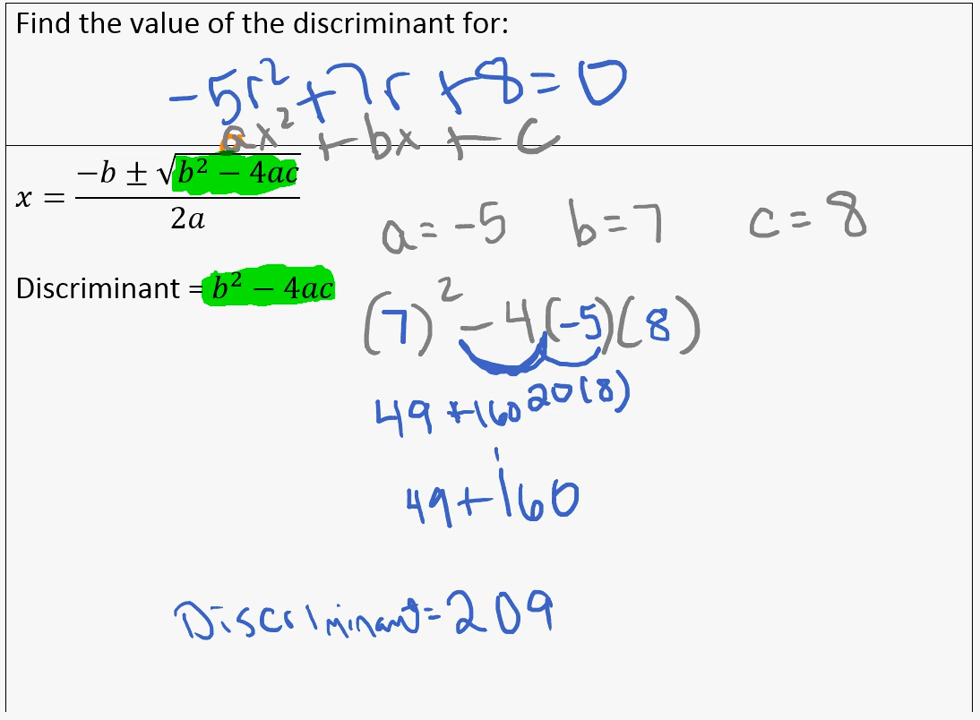 Find the value of the discriminant for:
-5r² + 7r + 8 = 0
ax² + bx + c
x = (-b ± √(b² − 4ac)) / 2a
a = -5 b = 7 c = 8
Discriminant = b² − 4ac
(7)² - 4(-5)(8)
20(8)
49 + 160
49 + 160
Discriminant = 209